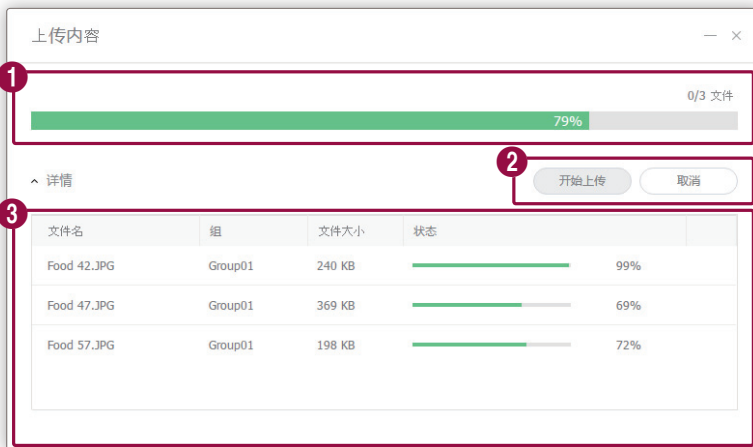 上传内容
1
0/3 文件
79%
2
详情 开始上传 取消
3
文件名 组 文件大小 状态
Food 42.JPG Group01 240 KB 99%
Food 47.JPG Group01 369 KB 69%
Food 57.JPG Group01 198 KB 72%